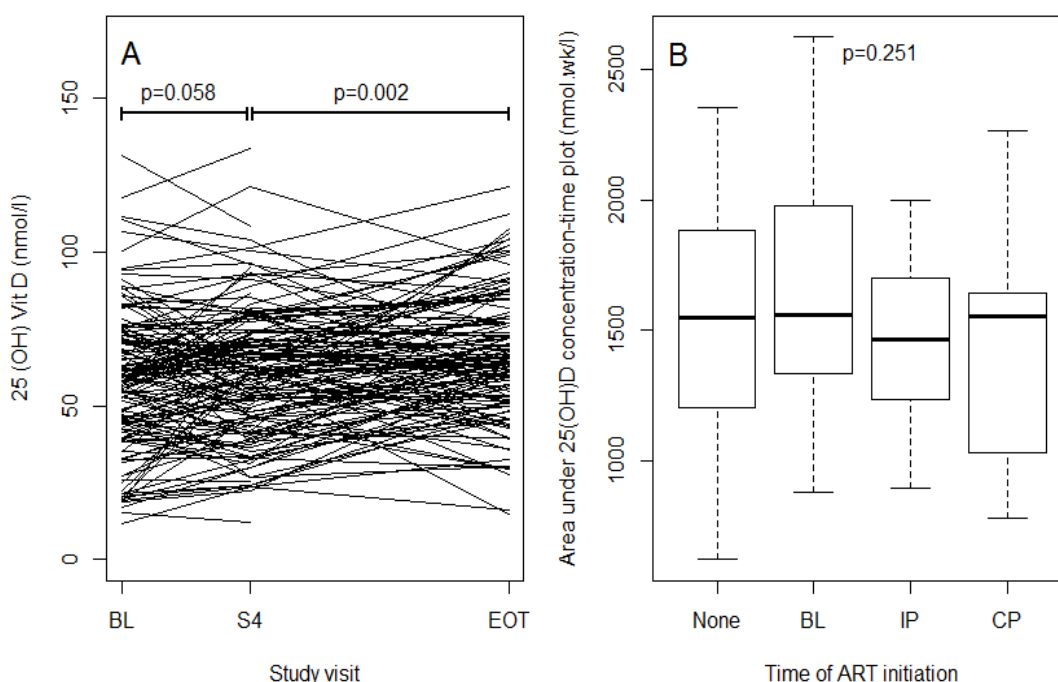 A
p=0.058
p=0.002
25 (OH) Vit D (nmol/l)
150
100
50
0
BL
S4
EOT
Study visit
B
p=0.251
Area under 25(OH)D concentration-time plot (nmol.wk/l)
2500
2000
1500
1000
None
BL
IP
CP
Time of ART initiation